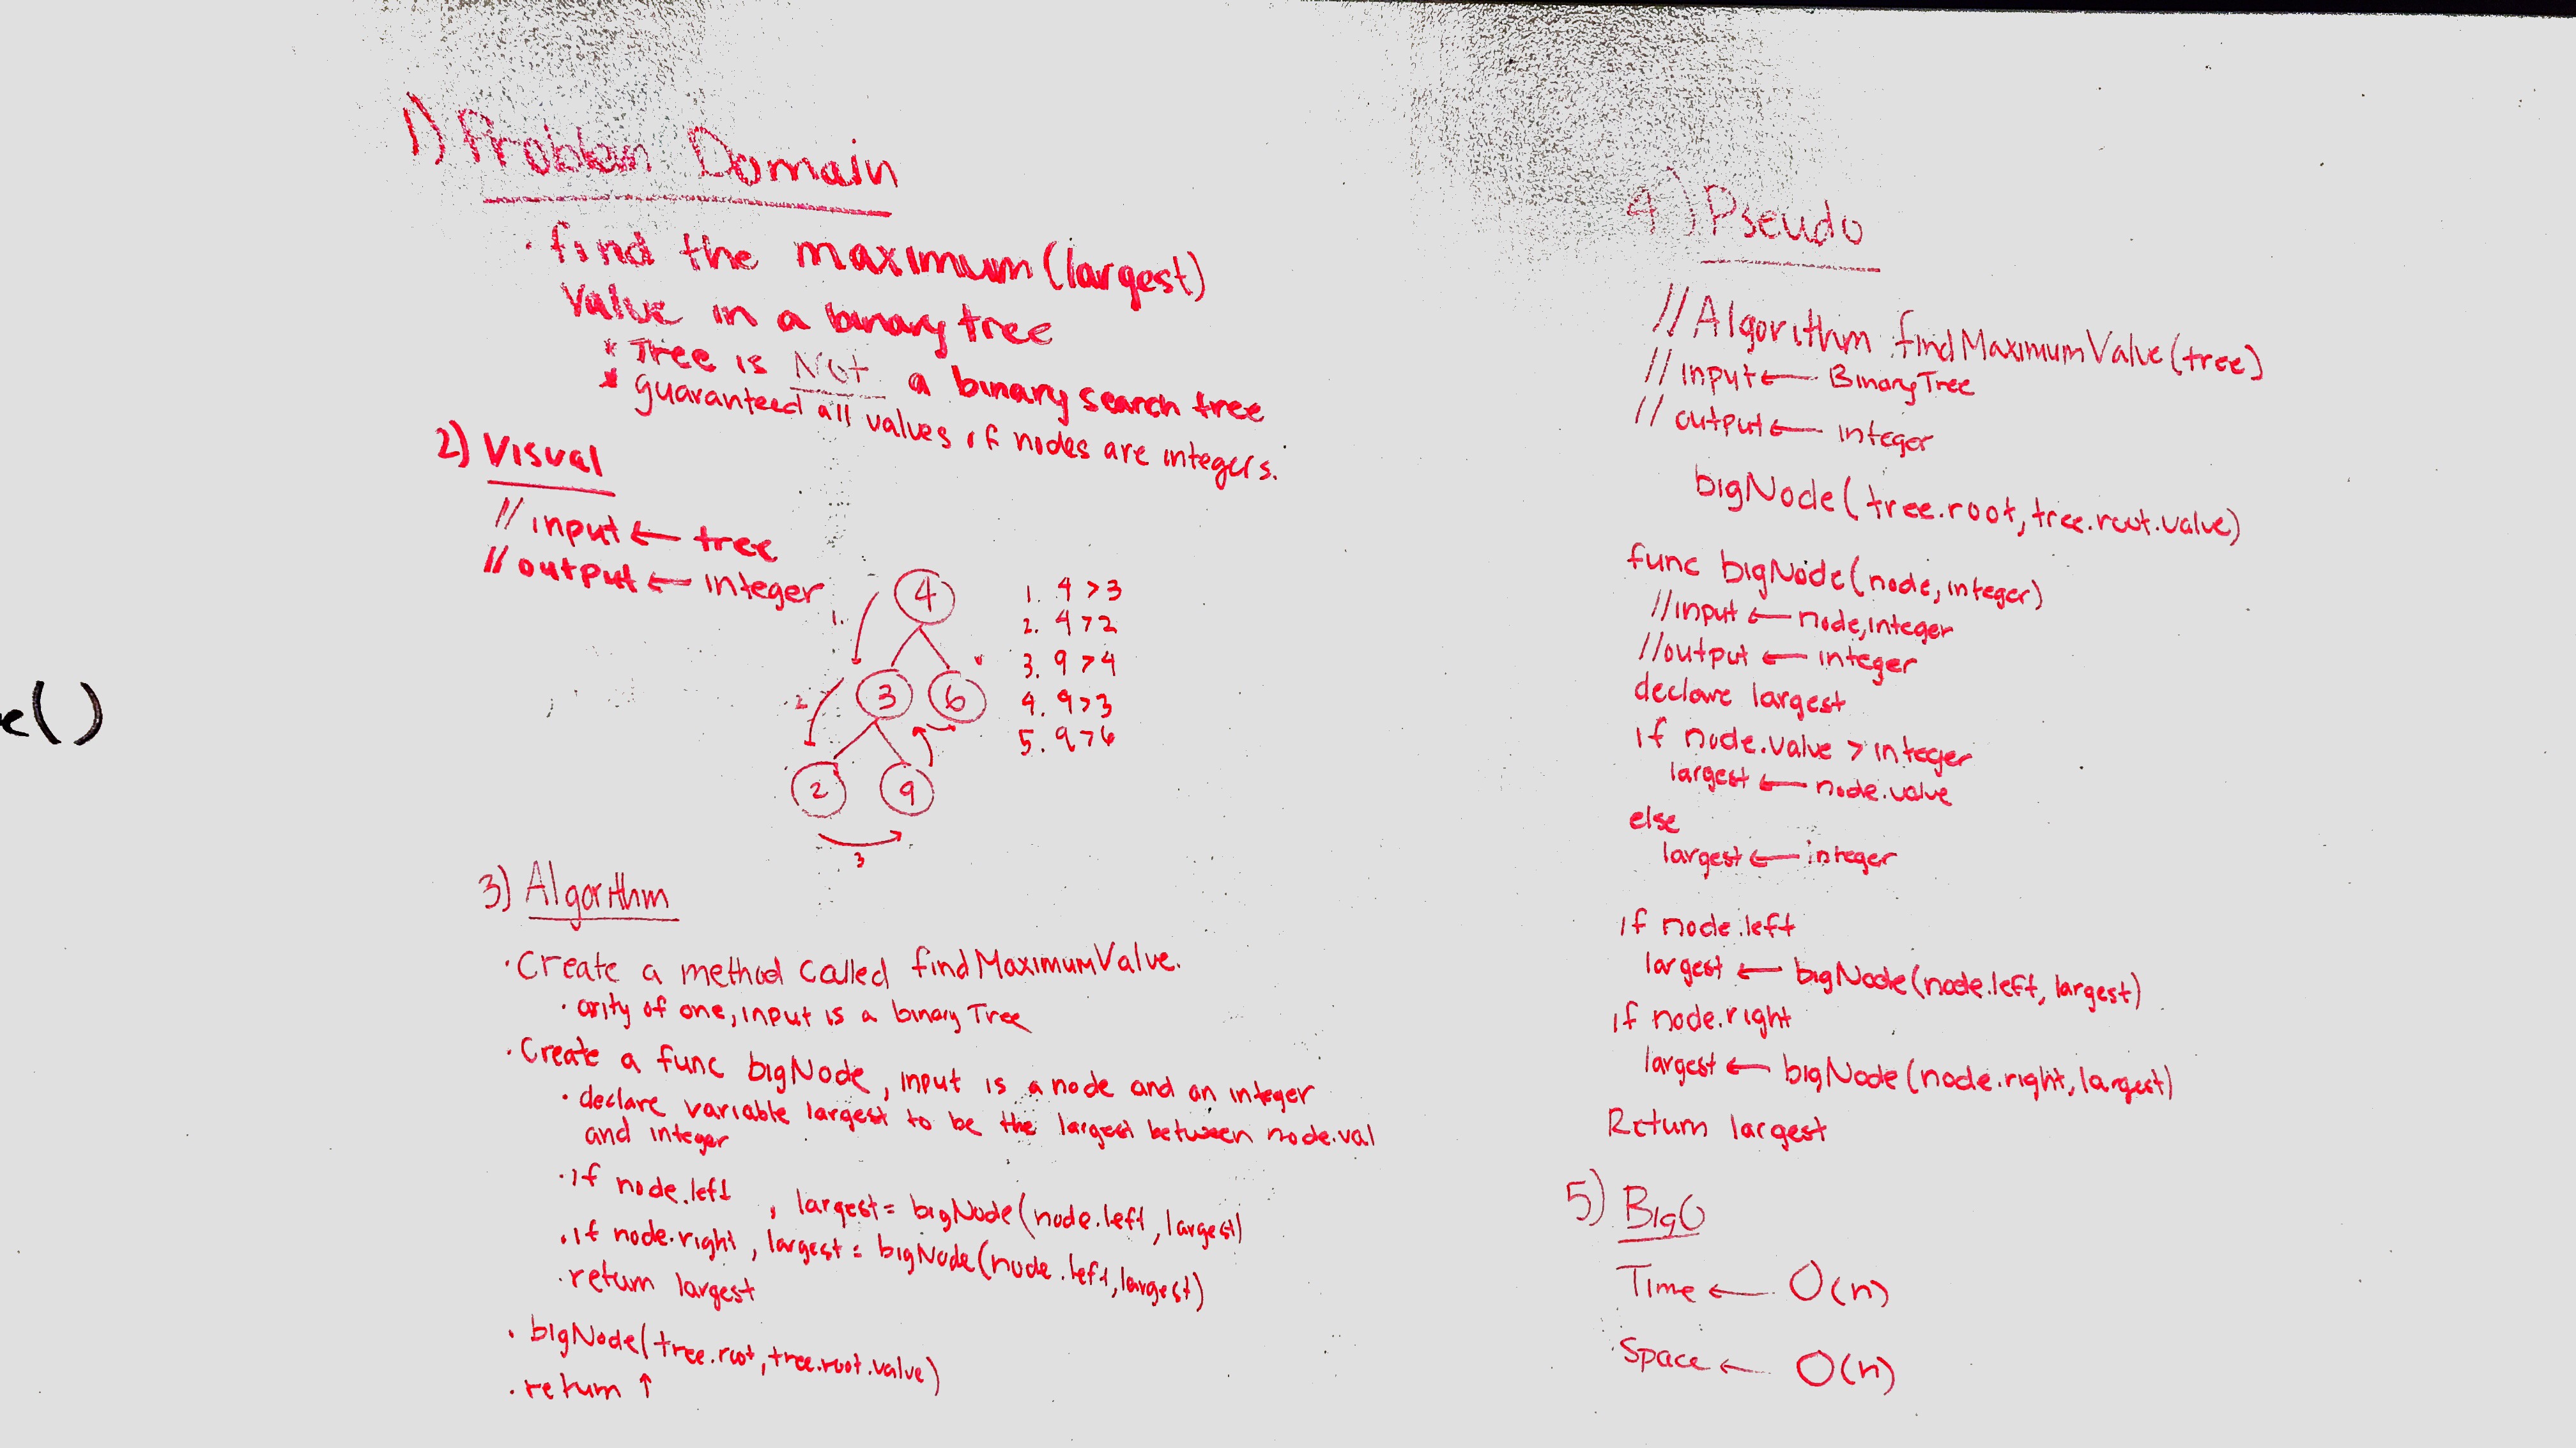 1) Problem Domain
· find the maximum (largest)
Value in a binary tree
* Tree is Not a binary search tree
* guaranteed all values of nodes are integers.
2) Visual
// input ← tree
// output ← integer
4
3 6
2 9
1.
2
3
1. 4 > 3
2. 4 > 2
3. 9 > 4
4. 9 > 3
5. 9 > 6
e()
3) Algorithm
· Create a method called findMaximumValue.
· arity of one, input is a binary Tree
· Create a func bigNode, input is a node and an integer
· declare variable largest to be the largest between node.val
and integer
· if node.left, largest = bigNode(node.left, largest)
· if node.right, largest = bigNode(node.left, largest)
· return largest
· bigNode(tree.root, tree.root.value)
· return ↑
4) Pseudo
// Algorithm findMaximumValue(tree)
// input ← BinaryTree
// output ← integer
bigNode(tree.root, tree.root.value)
func bigNode(node, integer)
// input ← node, integer
// output ← integer
declare largest
if node.value > integer
largest ← node.value
else
largest ← integer
if node.left
largest ← bigNode(node.left, largest)
if node.right
largest ← bigNode(node.right, largest)
Return largest
5) BigO
Time ← O(n)
Space ← O(n)